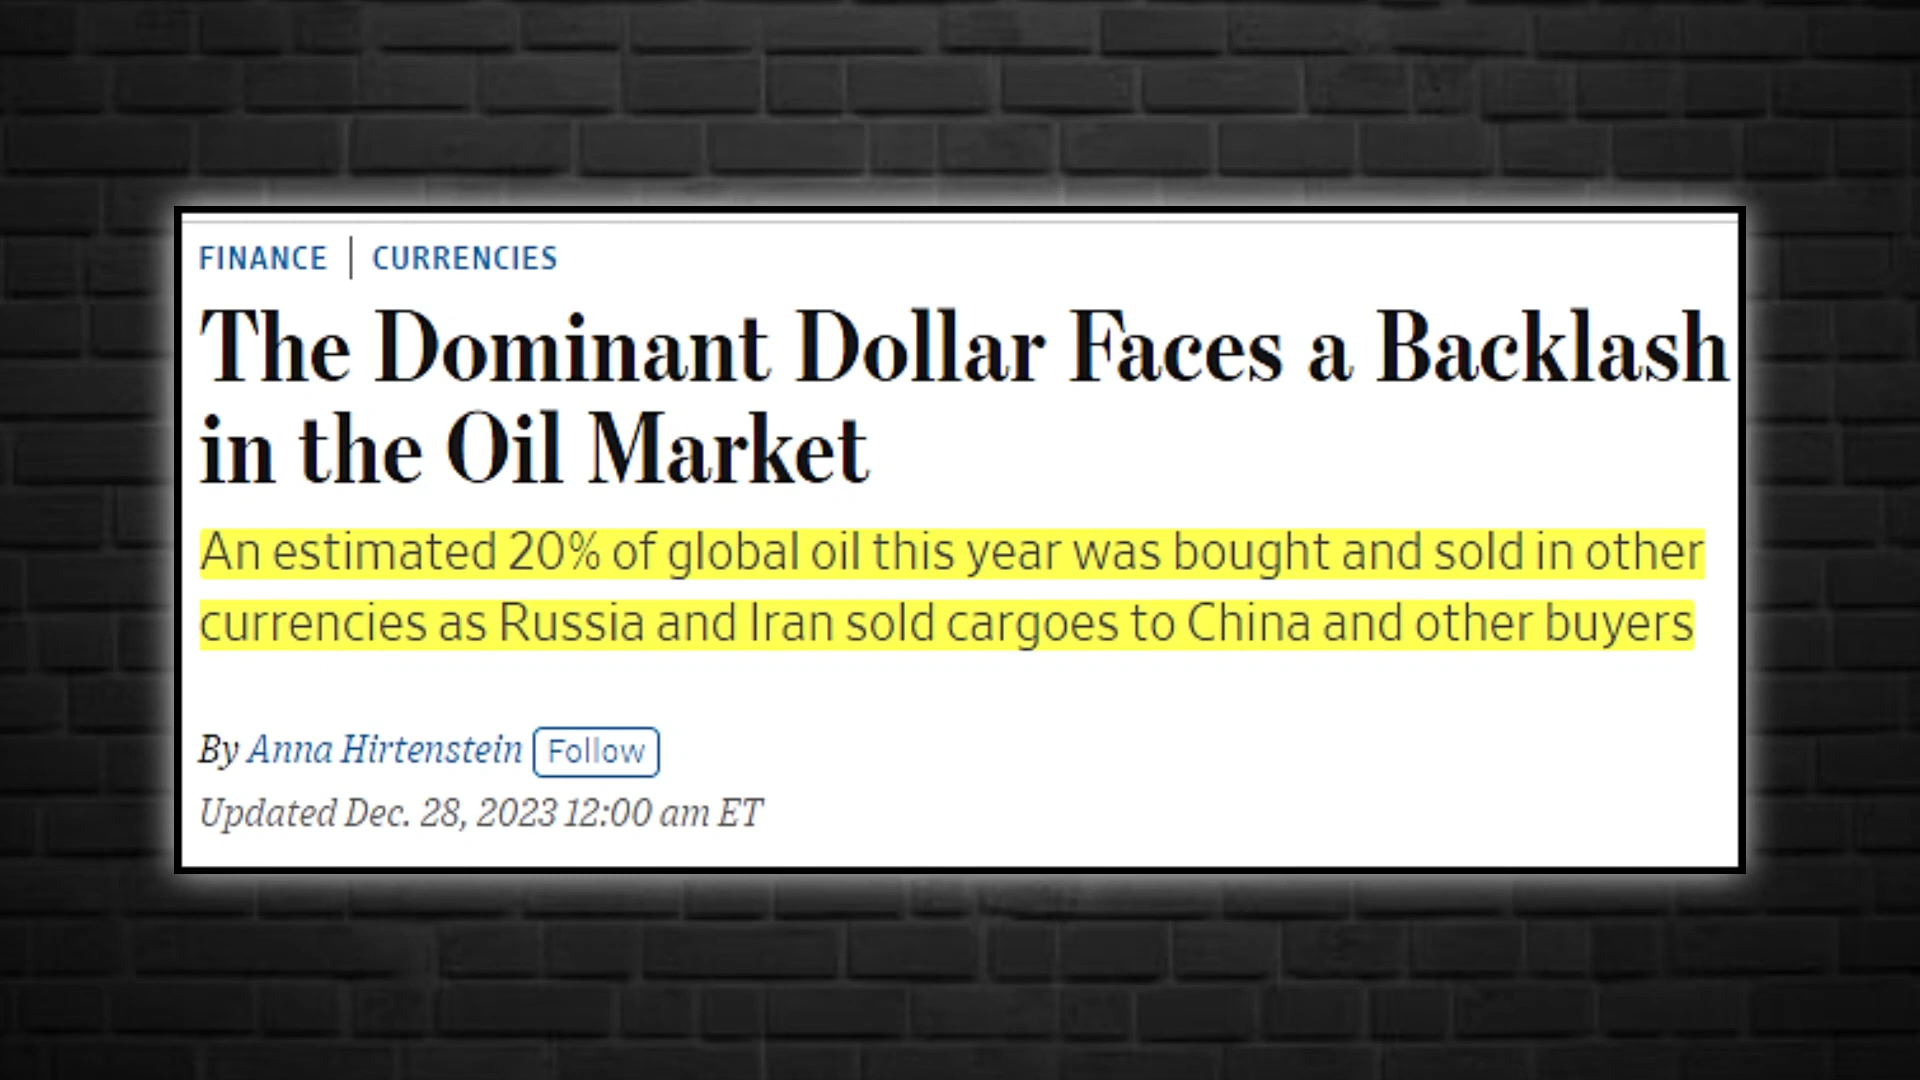 FINANCE | CURRENCIES
The Dominant Dollar Faces a Backlash
in the Oil Market
An estimated 20% of global oil this year was bought and sold in other
currencies as Russia and Iran sold cargoes to China and other buyers
By Anna Hirtenstein Follow
Updated Dec. 28, 2023 12:00 am ET